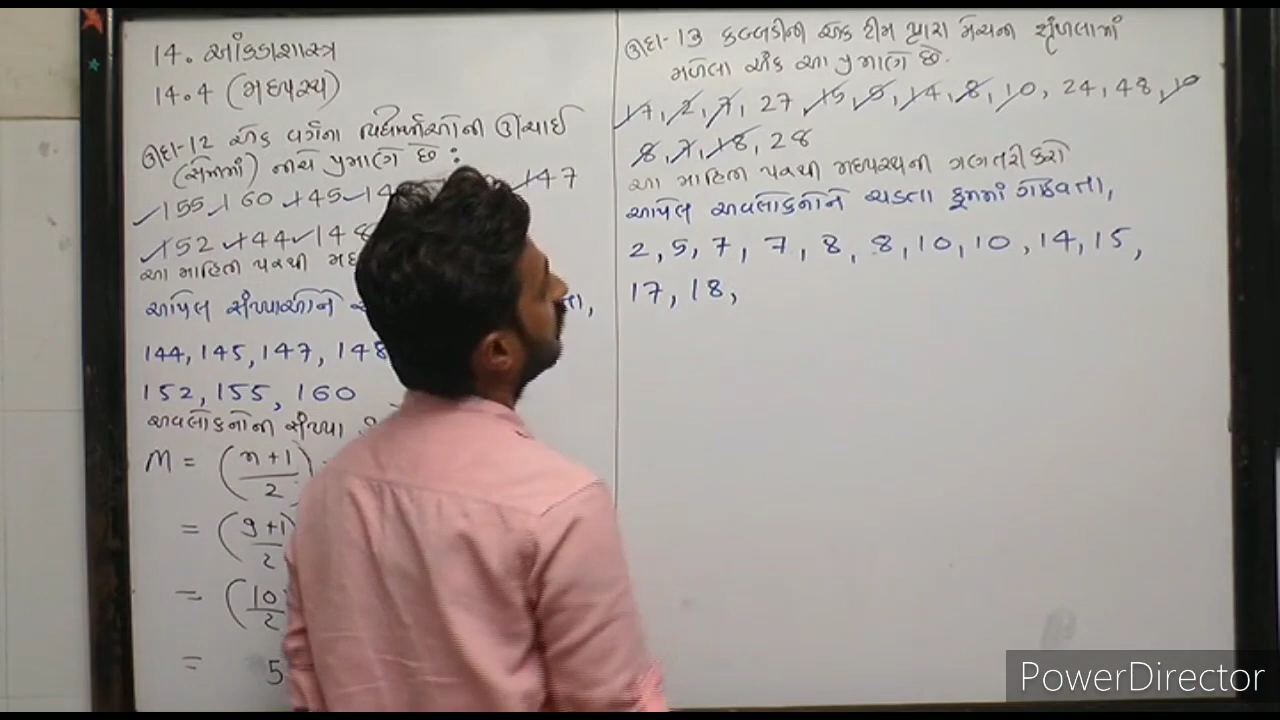 14. આંકડાશાસ્ત્ર
14.4 (મધ્યસ્થ)
ઉદા-12 એક વર્ગના વિદ્યાર્થીઓની ઊંચાઈ
(સેમીમાં) નીચે પ્રમાણે છે :
155, 160, 145, 14 147
152, 144, 148
આ માહિતી પરથી
આપેલ સંખ્યાઓને
144, 145, 147, 148
152, 155, 160
અવલોકનોની સંખ્યા
M = (n+1
2
= (9+1)
2
= (10
2
= 5
ઉદા-13 કબડ્ડીની એક ટીમ દ્વારા મેચની શૃંખલામાં
મળેલા અંક આ પ્રમાણે છે.
17, 2, 7, 27, 15, 5, 14, 8, 10, 24, 48, 10
8, 7, 18, 28
આ માહિતી પરથી મધ્યસ્થની ગણતરી કરો
આપેલ અવલોકનોને ચડતા ક્રમમાં ગોઠવતા,
2, 5, 7, 7, 8, 8, 10, 10, 14, 15,
17, 18,
PowerDirector